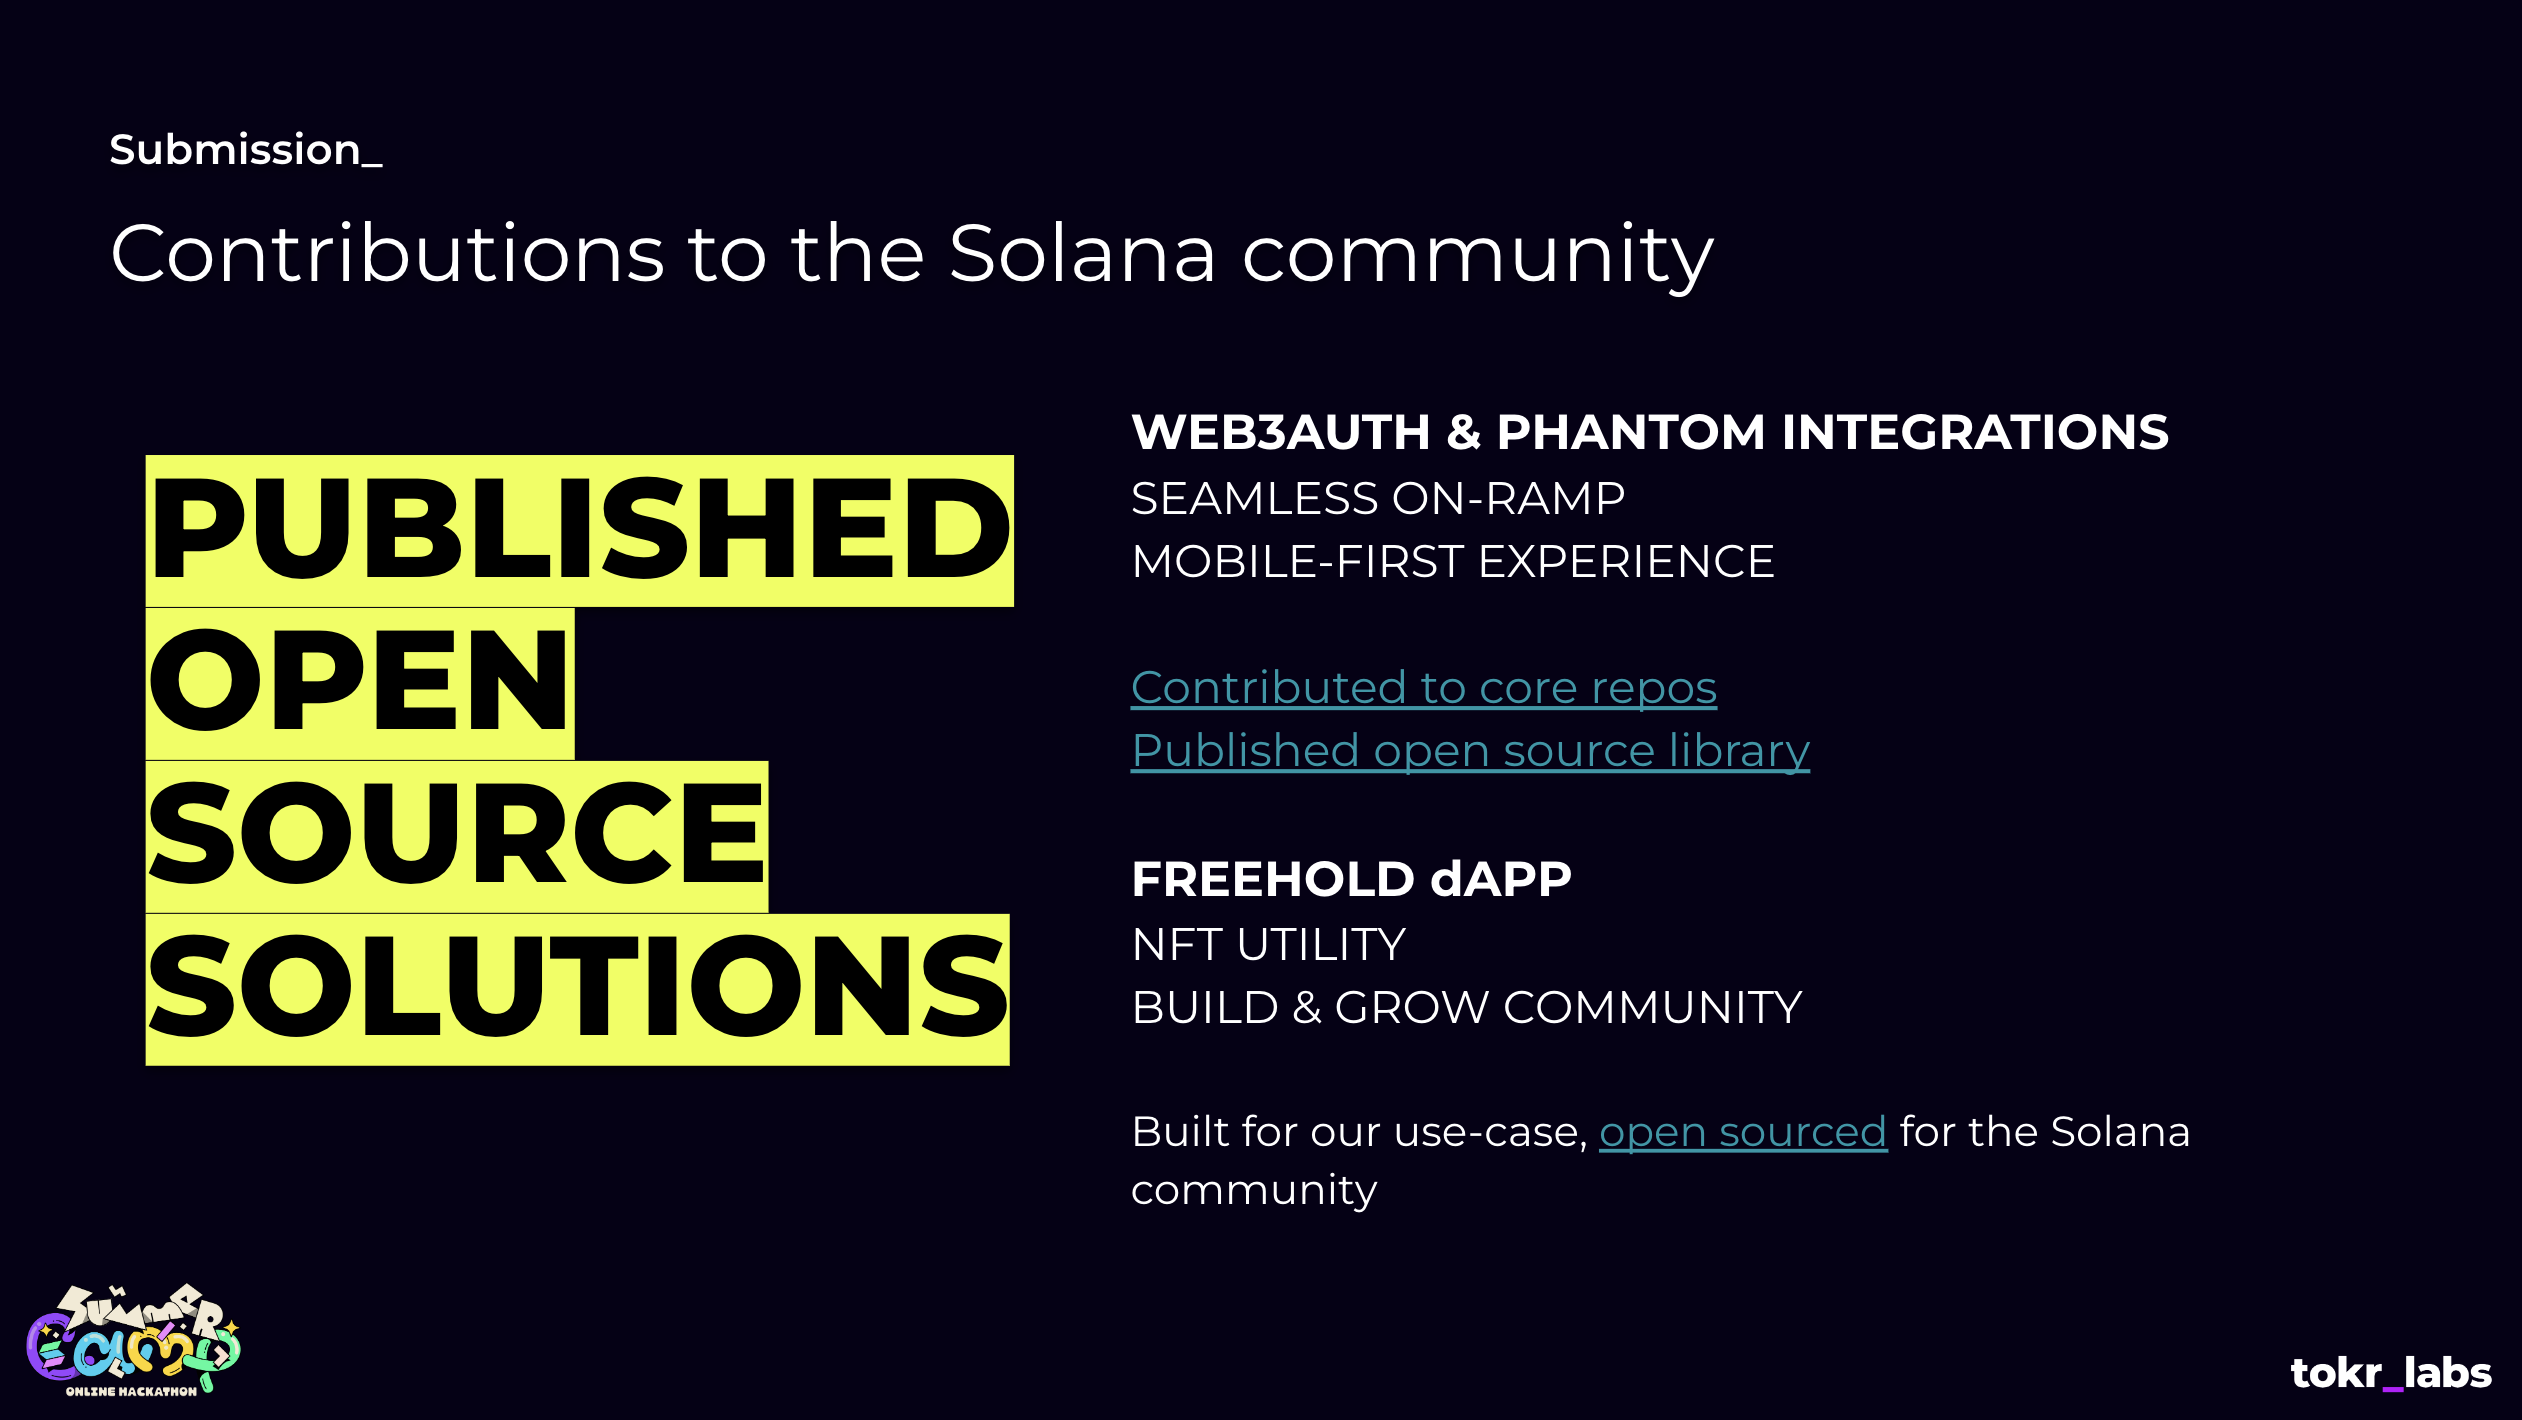 Submission_
Contributions to the Solana community
PUBLISHED
OPEN
SOURCE
SOLUTIONS
WEB3AUTH & PHANTOM INTEGRATIONS
SEAMLESS ON-RAMP
MOBILE-FIRST EXPERIENCE
Contributed to core repos
Published open source library
FREEHOLD dAPP
NFT UTILITY
BUILD & GROW COMMUNITY
Built for our use-case, open sourced for the Solana
community
SUMMER
Camp
ONLINE HACKATHON
tokr_labs